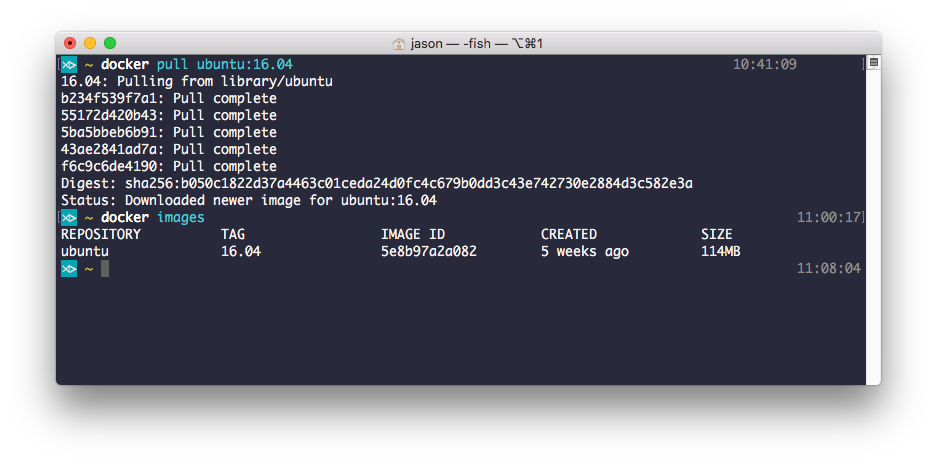 jason — -fish — ⌥⌘1
~ docker pull ubuntu:16.04 10:41:09
16.04: Pulling from library/ubuntu
b234f539f7a1: Pull complete
55172d420b43: Pull complete
5ba5bbeb6b91: Pull complete
43ae2841ad7a: Pull complete
f6c9c6de4190: Pull complete
Digest: sha256:b050c1822d37a4463c01ceda24d0fc4c679b0dd3c43e742730e2884d3c582e3a
Status: Downloaded newer image for ubuntu:16.04
~ docker images 11:00:17
REPOSITORY TAG IMAGE ID CREATED SIZE
ubuntu 16.04 5e8b97a2a082 5 weeks ago 114MB
~ 11:08:04